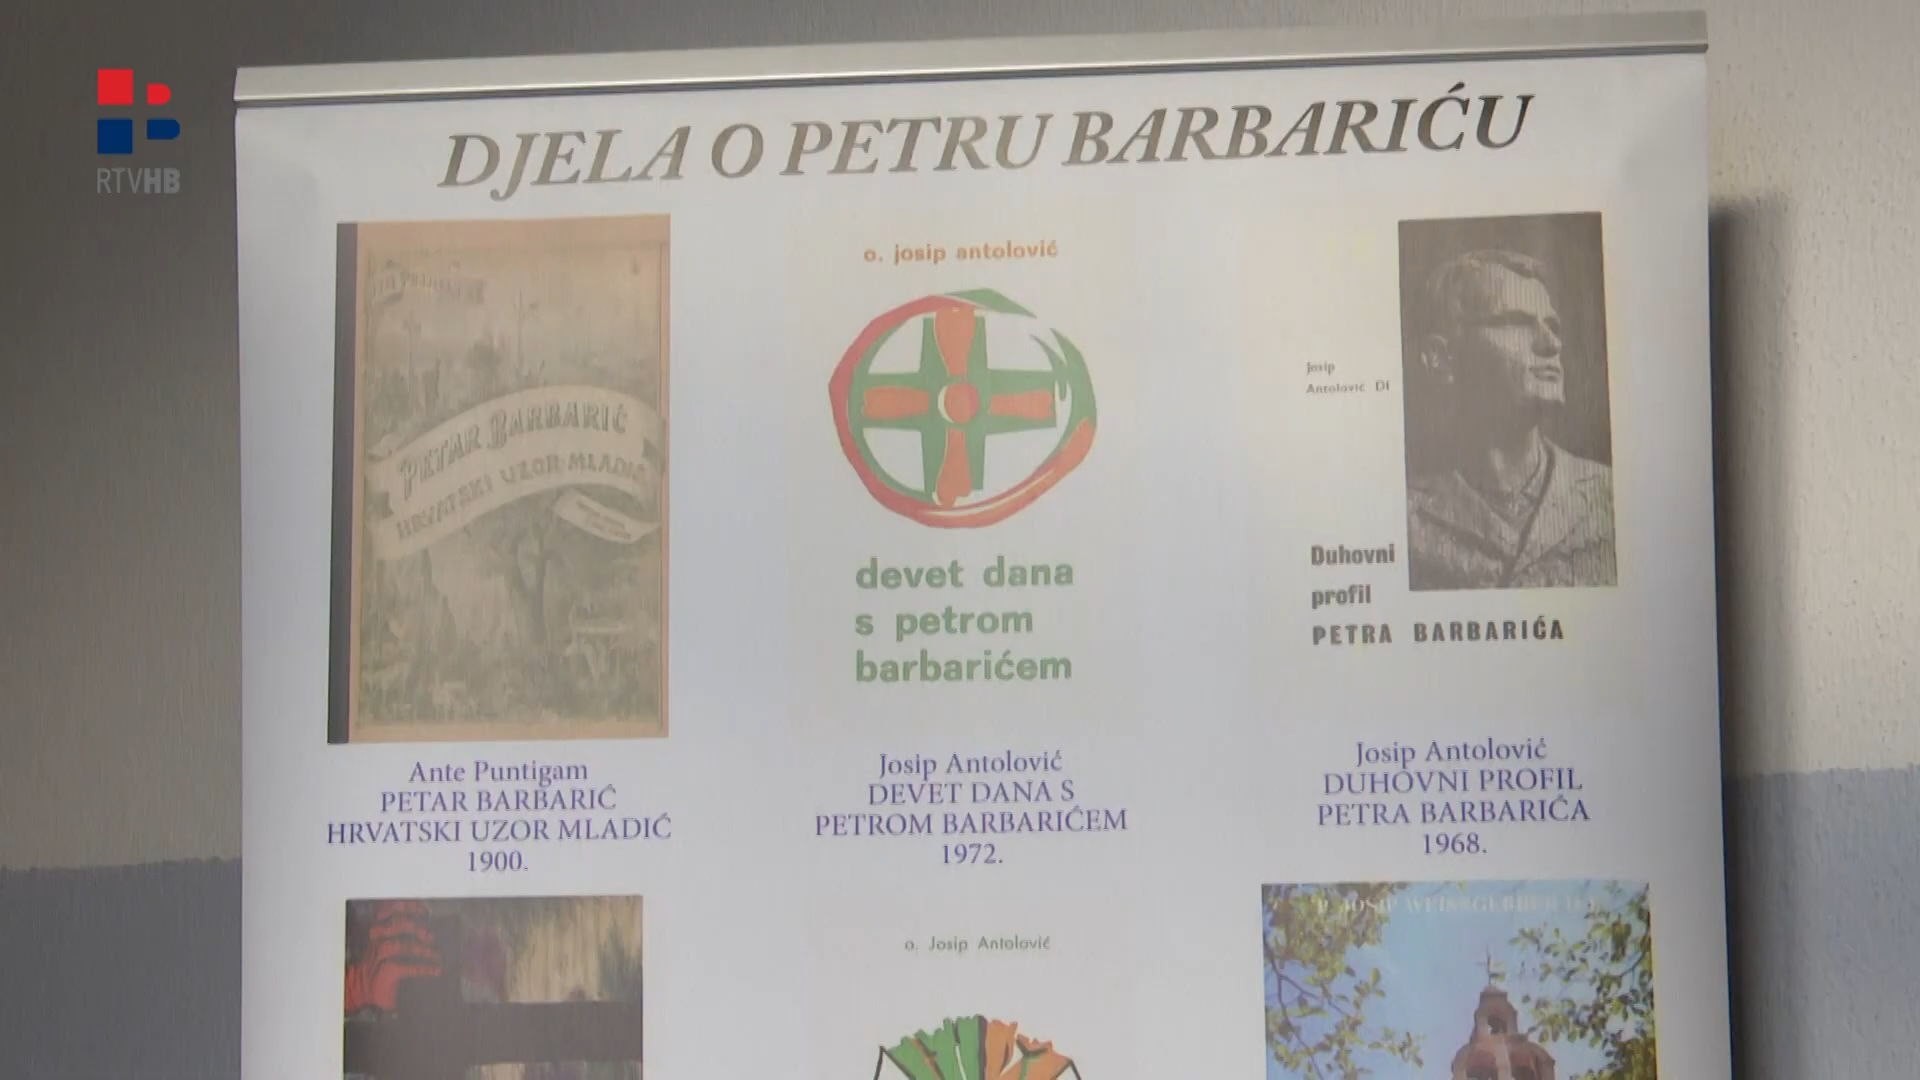 RTVHB
DJELA O PETRU BARBARIĆU
PETAR BARBARIĆ
HRVATSKI UZOR-MLADIĆ
o. josip antolović
devet dana
s petrom
barbarićem
Josip
Antolović DI
Duhovni
profil
PETRA BARBARIĆA
Ante Puntigam
PETAR BARBARIĆ
HRVATSKI UZOR MLADIĆ
1900.
Josip Antolović
DEVET DANA S
PETROM BARBARIĆEM
1972.
Josip Antolović
DUHOVNI PROFIL
PETRA BARBARIĆA
1968.
o. Josip Antolović
P. JOSIP WEISSGERBER